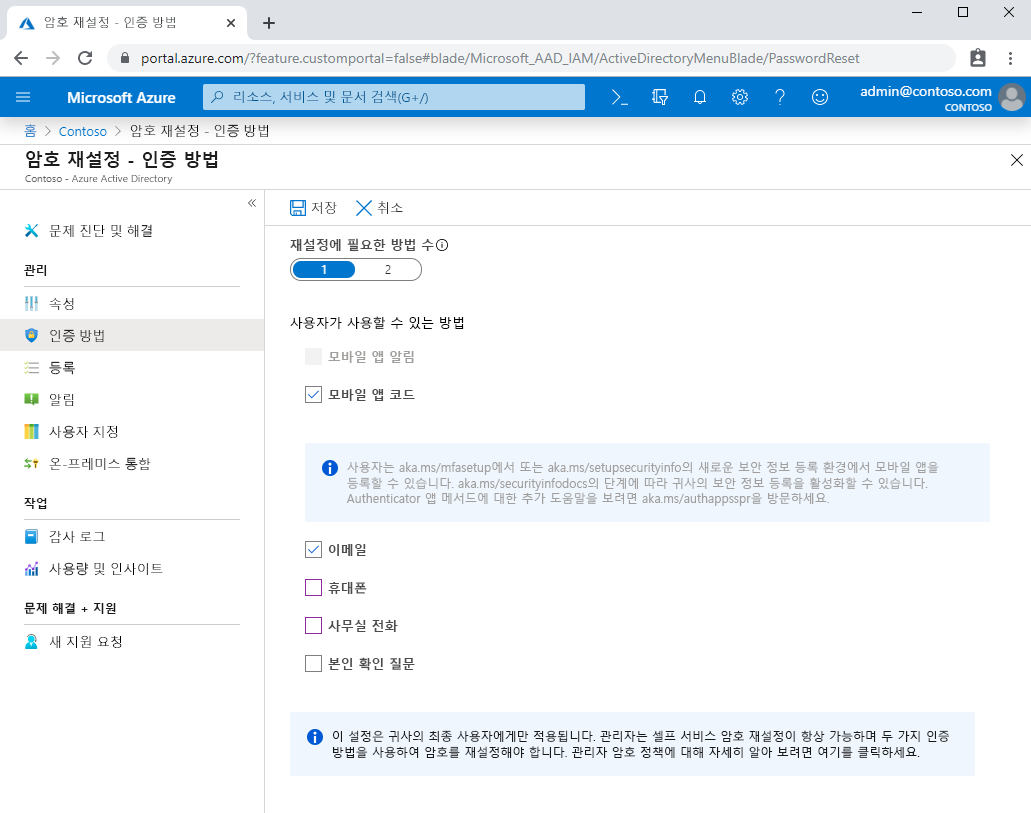 암호 재설정 - 인증 방법
portal.azure.com/?feature.customportal=false#blade/Microsoft_AAD_IAM/ActiveDirectoryMenuBlade/PasswordReset
Microsoft Azure
리소스, 서비스 및 문서 검색(G+/)
admin@contoso.com
CONTOSO
홈 > Contoso > 암호 재설정 - 인증 방법
암호 재설정 - 인증 방법
Contoso - Azure Active Directory
문제 진단 및 해결
관리
속성
인증 방법
등록
알림
사용자 지정
온-프레미스 통합
작업
감사 로그
사용량 및 인사이트
문제 해결 + 지원
새 지원 요청
저장 취소
재설정에 필요한 방법 수
1 2
사용자가 사용할 수 있는 방법
모바일 앱 알림
모바일 앱 코드
사용자는 aka.ms/mfasetup에서 또는 aka.ms/setupsecurityinfo의 새로운 보안 정보 등록 환경에서 모바일 앱을
등록할 수 있습니다. aka.ms/securityinfodocs의 단계에 따라 귀사의 보안 정보 등록을 활성화할 수 있습니다.
Authenticator 앱 메서드에 대한 추가 도움말을 보려면 aka.ms/authappsspr을 방문하세요.
이메일
휴대폰
사무실 전화
본인 확인 질문
이 설정은 귀사의 최종 사용자에게만 적용됩니다. 관리자는 셀프 서비스 암호 재설정이 항상 가능하며 두 가지 인증
방법을 사용하여 암호를 재설정해야 합니다. 관리자 암호 정책에 대해 자세히 알아 보려면 여기를 클릭하세요.